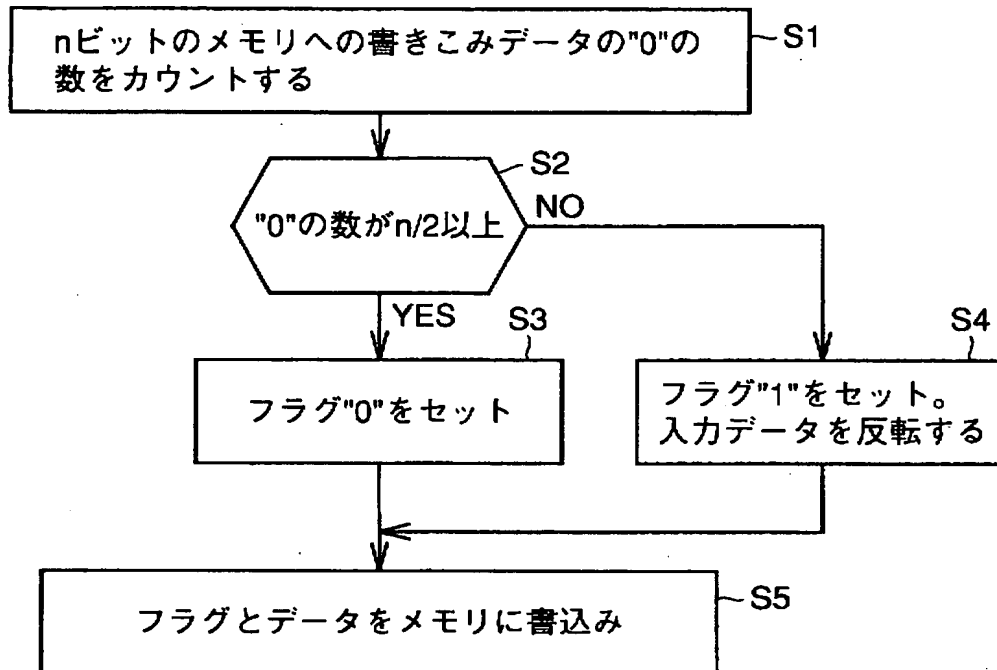 nビットのメモリへの書きこみデータの"0"の
数をカウントする
S1
S2
"0"の数がn/2以上
NO
YES
S3
フラグ"0"をセット
S4
フラグ"1"をセット。
入力データを反転する
フラグとデータをメモリに書込み
S5